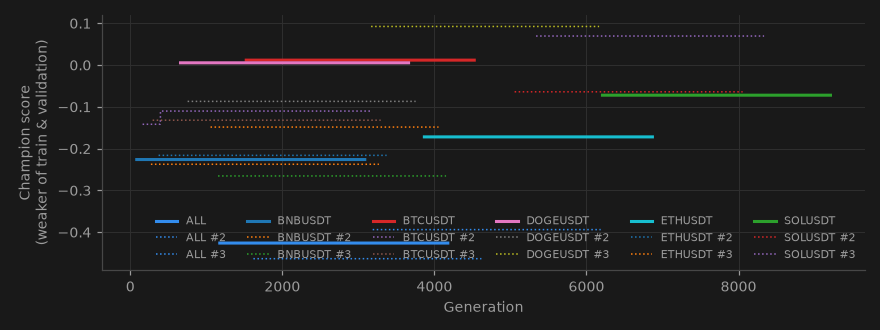 Champion score
(weaker of train & validation)
0.1
0.0
−0.1
−0.2
−0.3
−0.4
ALL BNBUSDT BTCUSDT DOGEUSDT ETHUSDT SOLUSDT
ALL #2 BNBUSDT #2 BTCUSDT #2 DOGEUSDT #2 ETHUSDT #2 SOLUSDT #2
ALL #3 BNBUSDT #3 BTCUSDT #3 DOGEUSDT #3 ETHUSDT #3 SOLUSDT #3
0 2000 4000 6000 8000
Generation